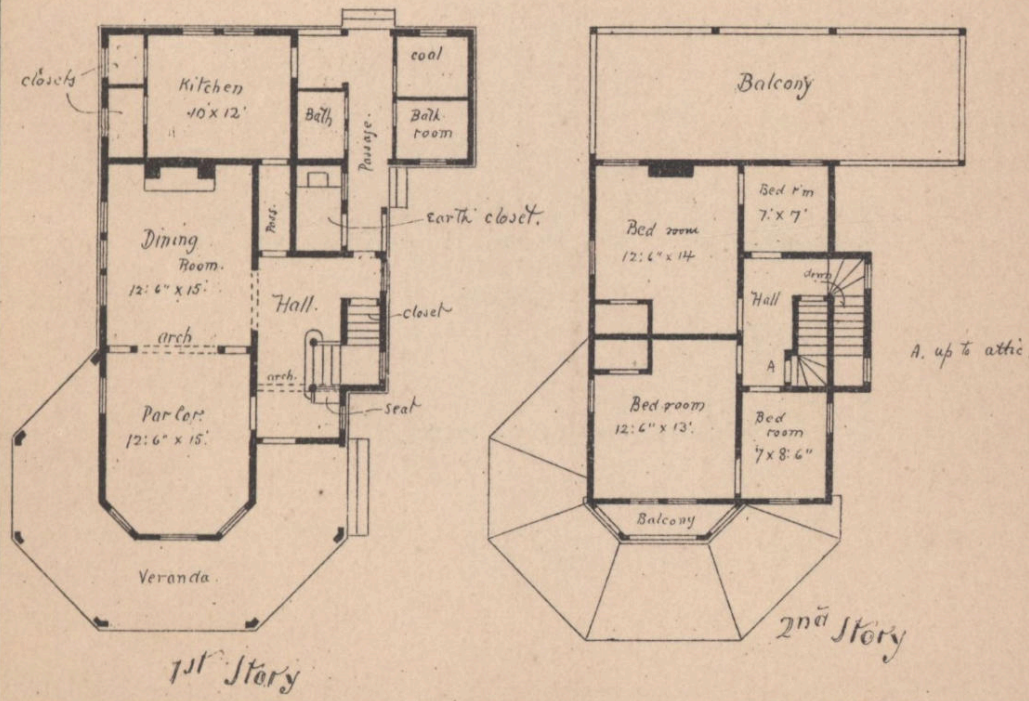 closets
Kitchen
10' x 12'
Bath
Passage.
coal
Bath
room
Dining
Room.
12:6" x 15'
Pass.
earth closet.
Hall.
closet
arch
arch.
seat
Parlor.
12:6" x 15'
Veranda.
1st Story
Balcony
Bed room
12:6" x 14
Bed r'm
7' x 7'
Hall
down
A
A. up to attic
Bed room
12:6" x 13'.
Bed
room
7 x 8:6"
Balcony
2nd Story